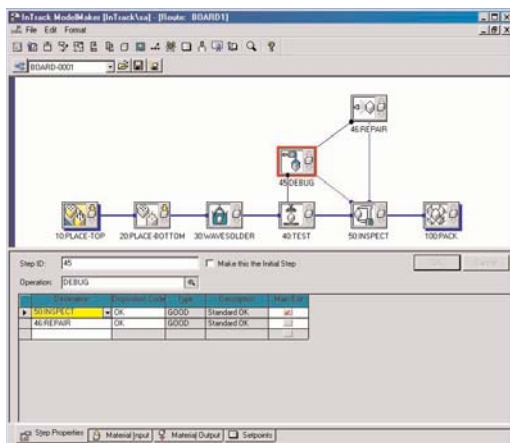 InTrack ModelMaker [InTrack\sa] - [Route: BOARD1]
File Edit Format
BOARD-0001
46:REPAIR
45:DEBUG
10:PLACE-TOP 20:PLACE-BOTTOM 30:WAVESOLDER 40:TEST 50:INSPECT 100:PACK
Step ID: 45 Make this the Initial Step
Operation: DEBUG
Destination Disposition Code Type Description Main Exit
50:INSPECT OK GOOD Standard OK
46:REPAIR OK GOOD Standard OK
Step Properties Material Input Material Output Setpoints